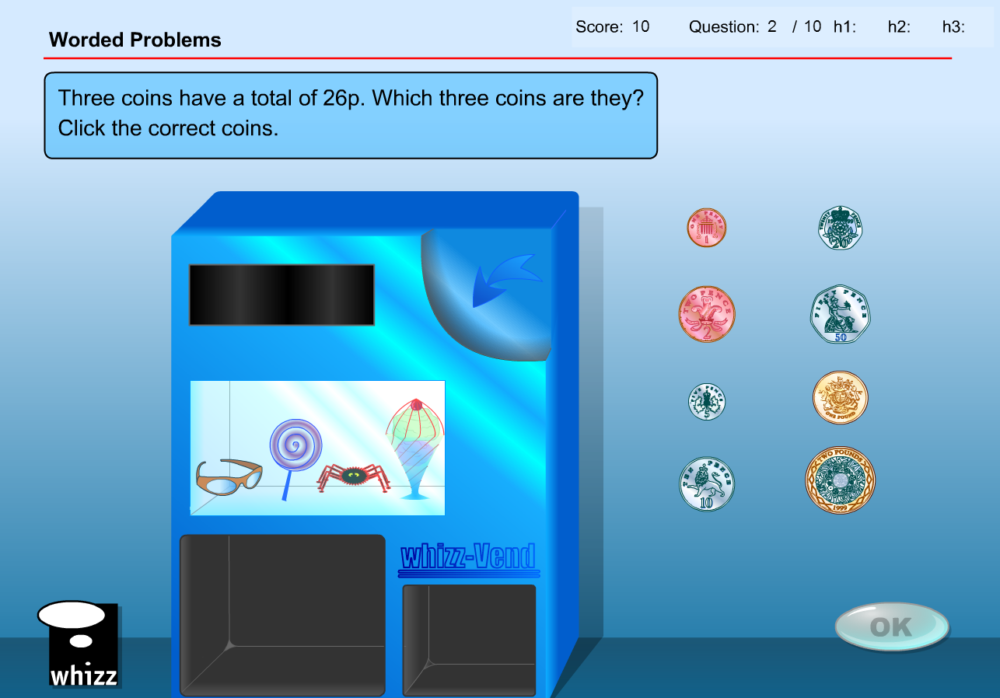 Score: 10 Question: 2 / 10 h1: h2: h3:
Worded Problems
Three coins have a total of 26p. Which three coins are they?
Click the correct coins.
ONE PENNY
1
TWENTY PENCE
20
TWO PENCE
2
FIFTY PENCE
50
FIVE PENCE
5
ONE POUND
TEN PENCE
10
TWO POUNDS
1999
whizz-Vend
OK
whizz